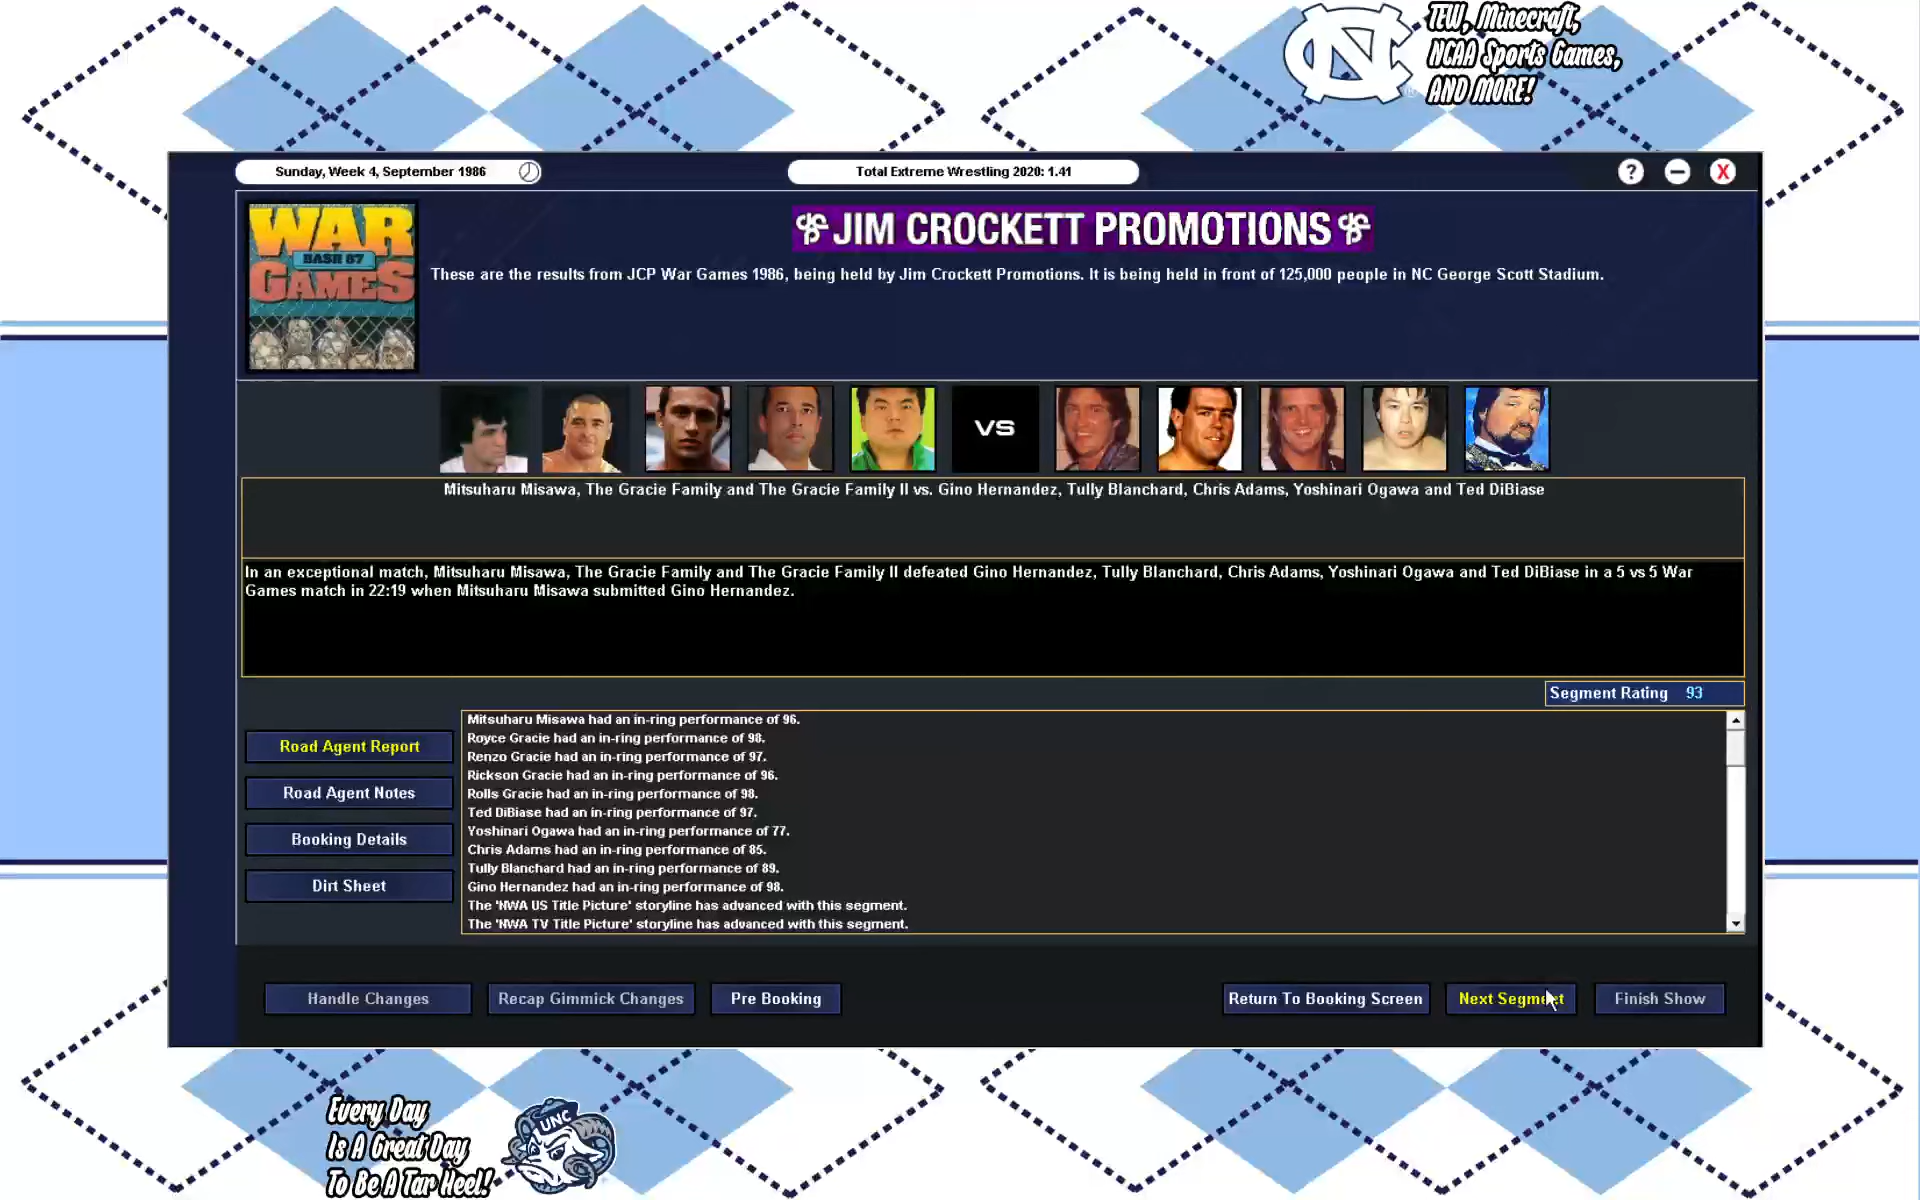 TEW, Minecraft,
NCAA Sports Games,
AND MORE!
NC
Sunday, Week 4, September 1986
Total Extreme Wrestling 2020: 1.41
? – X
WAR
BASH 87
GAMES
JIM CROCKETT PROMOTIONS
These are the results from JCP War Games 1986, being held by Jim Crockett Promotions. It is being held in front of 125,000 people in NC George Scott Stadium.
VS
Mitsuharu Misawa, The Gracie Family and The Gracie Family II vs. Gino Hernandez, Tully Blanchard, Chris Adams, Yoshinari Ogawa and Ted DiBiase
In an exceptional match, Mitsuharu Misawa, The Gracie Family and The Gracie Family II defeated Gino Hernandez, Tully Blanchard, Chris Adams, Yoshinari Ogawa and Ted DiBiase in a 5 vs 5 War
Games match in 22:19 when Mitsuharu Misawa submitted Gino Hernandez.
Segment Rating 93
Road Agent Report
Road Agent Notes
Booking Details
Dirt Sheet
Mitsuharu Misawa had an in-ring performance of 96.
Royce Gracie had an in-ring performance of 98.
Renzo Gracie had an in-ring performance of 97.
Rickson Gracie had an in-ring performance of 96.
Rolls Gracie had an in-ring performance of 98.
Ted DiBiase had an in-ring performance of 97.
Yoshinari Ogawa had an in-ring performance of 77.
Chris Adams had an in-ring performance of 85.
Tully Blanchard had an in-ring performance of 89.
Gino Hernandez had an in-ring performance of 98.
The 'NWA US Title Picture' storyline has advanced with this segment.
The 'NWA TV Title Picture' storyline has advanced with this segment.
Handle Changes
Recap Gimmick Changes
Pre Booking
Return To Booking Screen
Next Segment
Finish Show
Every Day
Is A Great Day
To Be A Tar Heel!
UNC